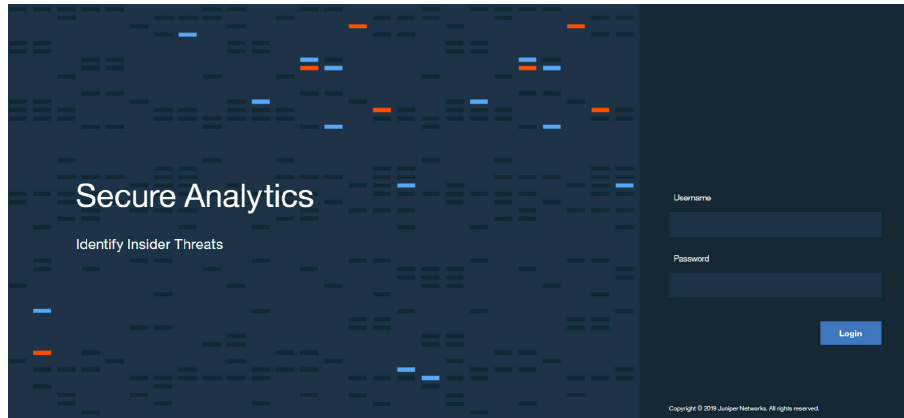 Secure Analytics
Identify Insider Threats
Username
Password
Login
Copyright © 2019 Juniper Networks. All rights reserved.